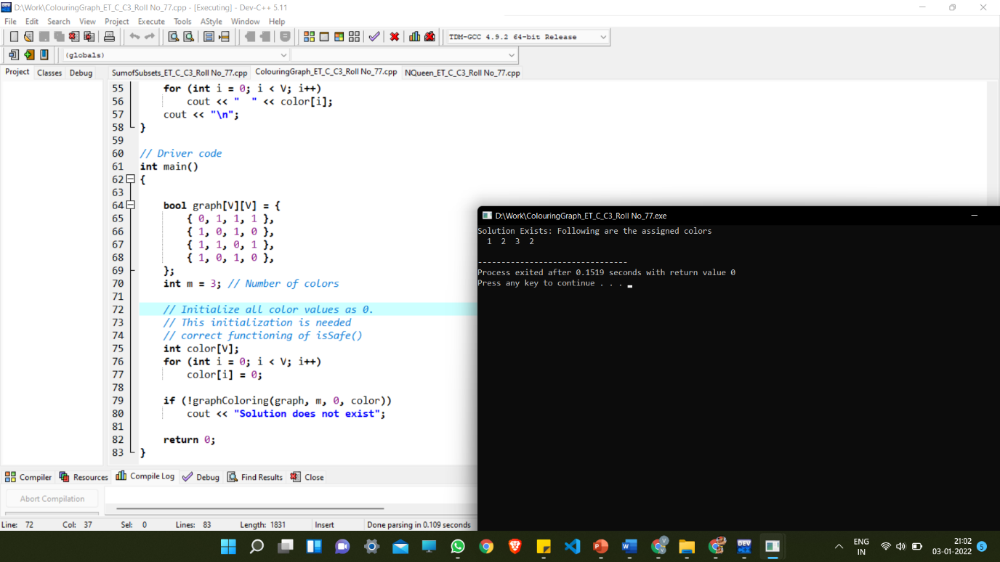 D:\Work\ColouringGraph_ET_C_C3_Roll No_77.cpp - [Executing] - Dev-C++ 5.11
File Edit Search View Project Execute Tools AStyle Window Help
TDM-GCC 4.9.2 64-bit Release
(globals)
Project Classes Debug
SumofSubsets_ET_C_C3_Roll No_77.cpp ColouringGraph_ET_C_C3_Roll No_77.cpp NQueen_ET_C_C3_Roll No_77.cpp
55 for (int i = 0; i < V; i++)
56 cout << "  " << color[i];
57 cout << "\n";
58 }
59
60 // Driver code
61 int main()
62 {
63
64 bool graph[V][V] = {
65 { 0, 1, 1, 1 },
66 { 1, 0, 1, 0 },
67 { 1, 1, 0, 1 },
68 { 1, 0, 1, 0 },
69 };
70 int m = 3; // Number of colors
71
72 // Initialize all color values as 0.
73 // This initialization is needed
74 // correct functioning of isSafe()
75 int color[V];
76 for (int i = 0; i < V; i++)
77 color[i] = 0;
78
79 if (!graphColoring(graph, m, 0, color))
80 cout << "Solution does not exist";
81
82 return 0;
83 }
D:\Work\ColouringGraph_ET_C_C3_Roll No_77.exe
Solution Exists: Following are the assigned colors
1 2 3 2
--------------------------------
Process exited after 0.1519 seconds with return value 0
Press any key to continue . . .
Compiler Resources Compile Log Debug Find Results Close
Abort Compilation
Line: 72 Col: 37 Sel: 0 Lines: 83 Length: 1831 Insert Done parsing in 0.109 seconds
DEV
ENG
IN
21:02
03-01-2022
5